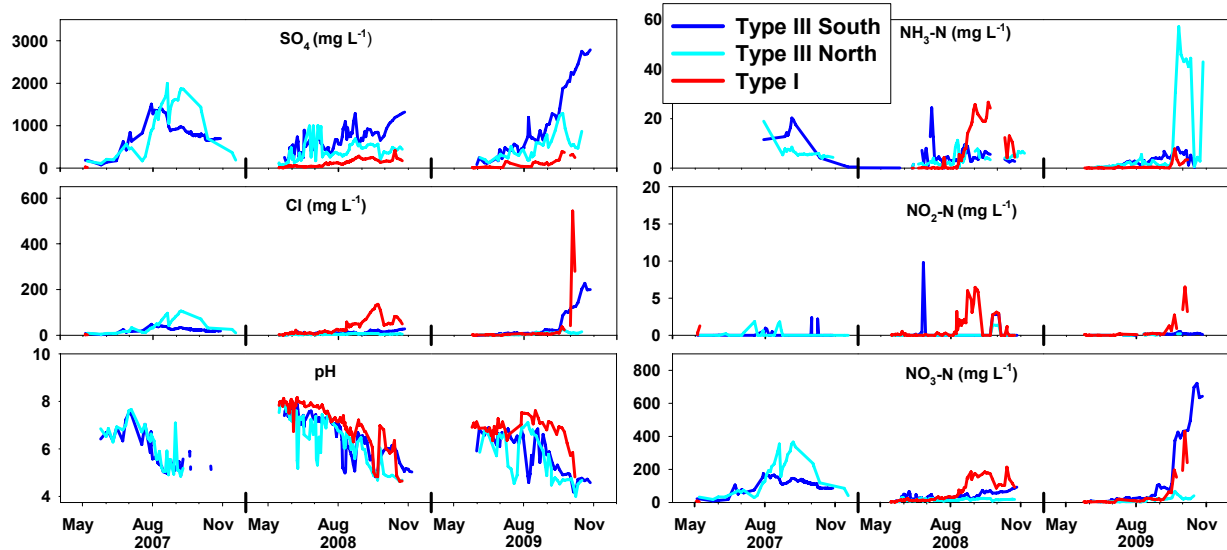 SO4 (mg L-1)
3000
2000
1000
0
Cl (mg L-1)
600
400
200
0
pH
10
8
6
4
May Aug Nov May Aug Nov May Aug Nov
2007 2008 2009
Type III South
Type III North
Type I
NH3-N (mg L-1)
60
40
20
0
NO2-N (mg L-1)
20
15
10
5
0
NO3-N (mg L-1)
800
600
400
200
0
May Aug Nov May Aug Nov May Aug Nov
2007 2008 2009